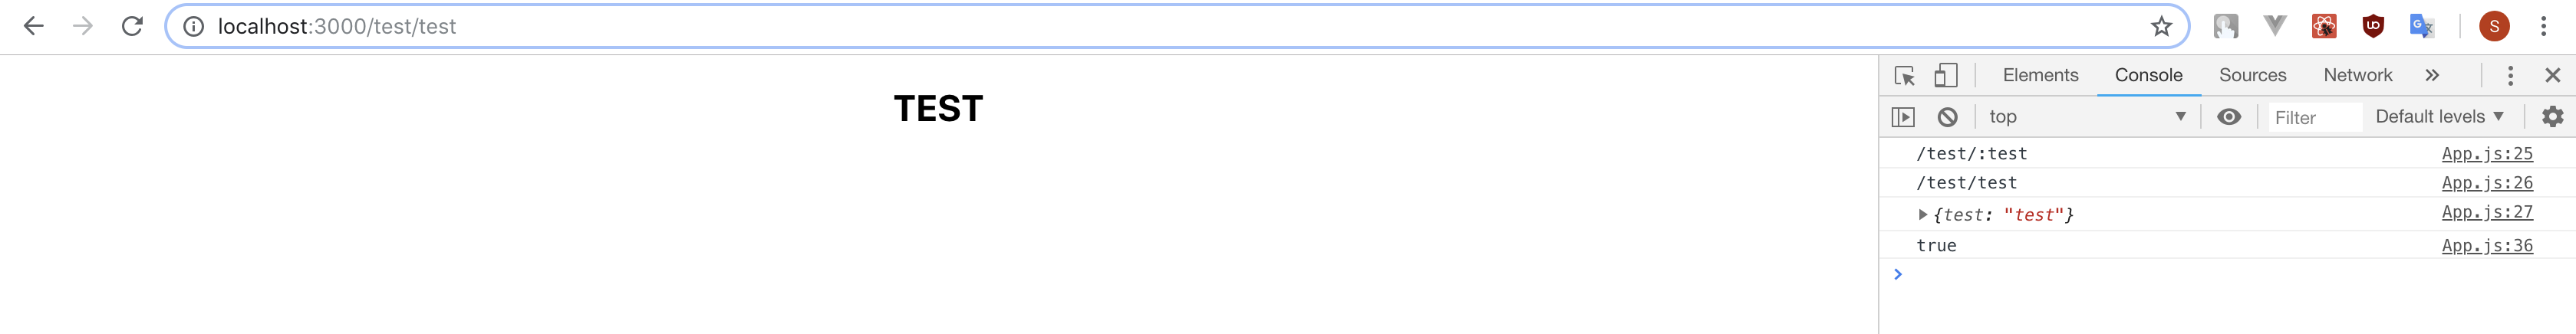 localhost:3000/test/test
S
Elements Console Sources Network »
top Filter Default levels
TEST
/test/:test App.js:25
/test/test App.js:26
{test: "test"} App.js:27
true App.js:36
>